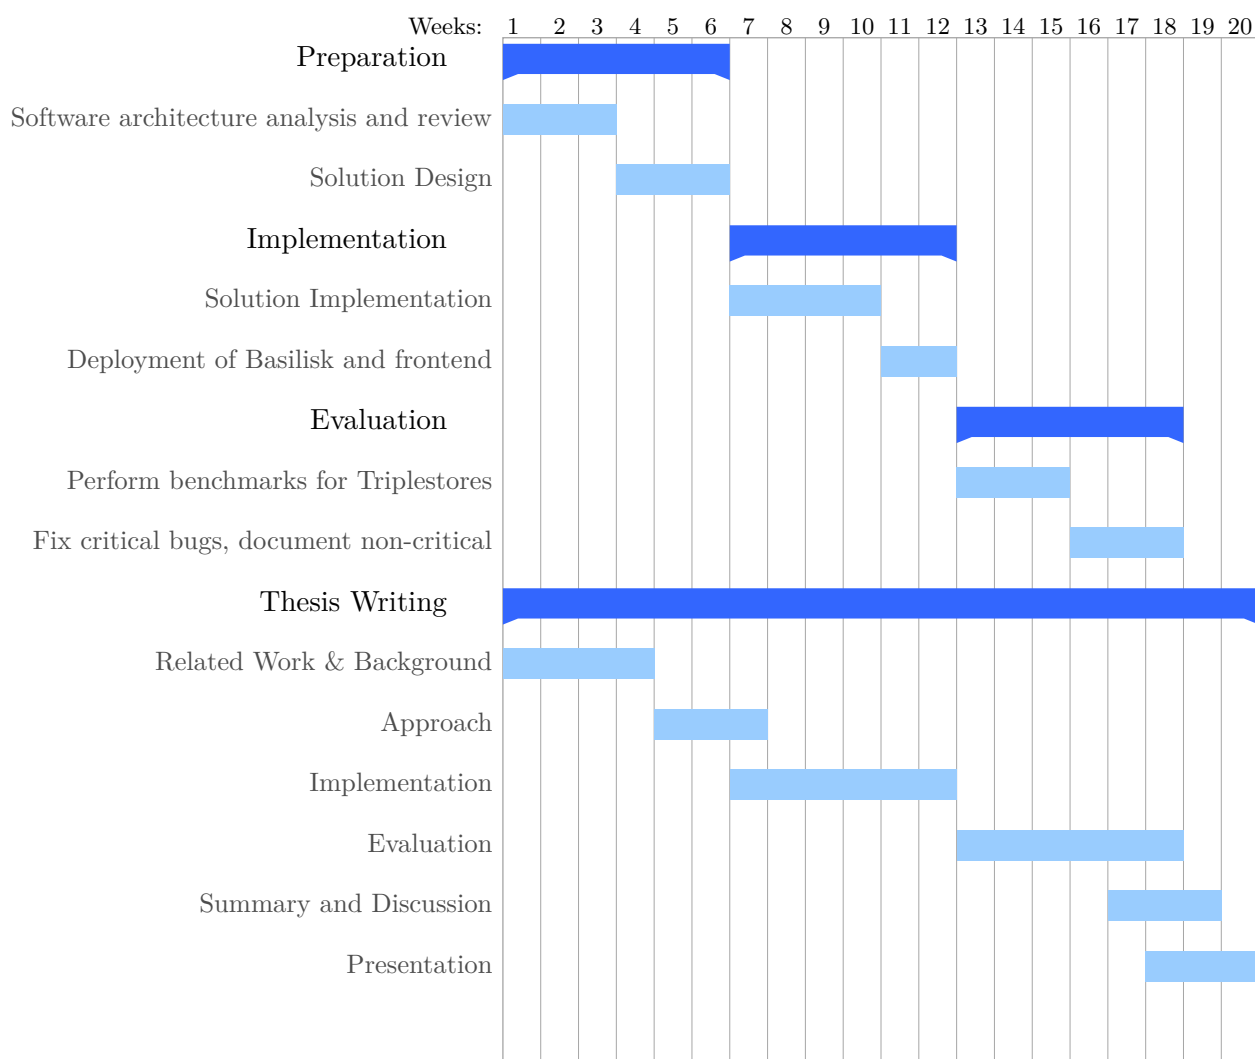 Weeks: 1 2 3 4 5 6 7 8 9 10 11 12 13 14 15 16 17 18 19 20
Preparation
Software architecture analysis and review
Solution Design
Implementation
Solution Implementation
Deployment of Basilisk and frontend
Evaluation
Perform benchmarks for Triplestores
Fix critical bugs, document non-critical
Thesis Writing
Related Work & Background
Approach
Implementation
Evaluation
Summary and Discussion
Presentation